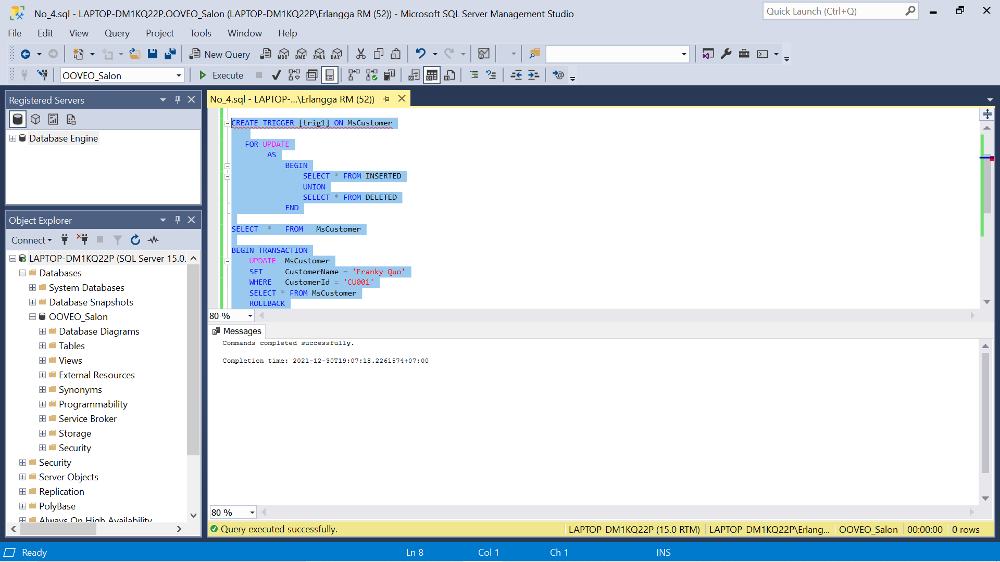 No_4.sql - LAPTOP-DM1KQ22P.OOVEO_Salon (LAPTOP-DM1KQ22P\Erlangga RM (52)) - Microsoft SQL Server Management Studio
Quick Launch (Ctrl+Q)
File Edit View Query Project Tools Window Help
New Query
MDX DMX XMLA DAX
OOVEO_Salon
Execute
Registered Servers
Database Engine
Object Explorer
Connect
LAPTOP-DM1KQ22P (SQL Server 15.0.
Databases
System Databases
Database Snapshots
OOVEO_Salon
Database Diagrams
Tables
Views
External Resources
Synonyms
Programmability
Service Broker
Storage
Security
Security
Server Objects
Replication
PolyBase
Always On High Availability
No_4.sql - LAPTOP-...\Erlangga RM (52))
CREATE TRIGGER [trig1] ON MsCustomer
FOR UPDATE
AS
BEGIN
SELECT * FROM INSERTED
UNION
SELECT * FROM DELETED
END
SELECT * FROM MsCustomer
BEGIN TRANSACTION
UPDATE MsCustomer
SET CustomerName = 'Franky Quo'
WHERE CustomerId = 'CU001'
SELECT * FROM MsCustomer
ROLLBACK
80 %
Messages
Commands completed successfully.
Completion time: 2021-12-30T19:07:18.2261574+07:00
80 %
Query executed successfully.
LAPTOP-DM1KQ22P (15.0 RTM)
LAPTOP-DM1KQ22P\Erlang...
OOVEO_Salon
00:00:00
0 rows
Ready
Ln 8
Col 1
Ch 1
INS